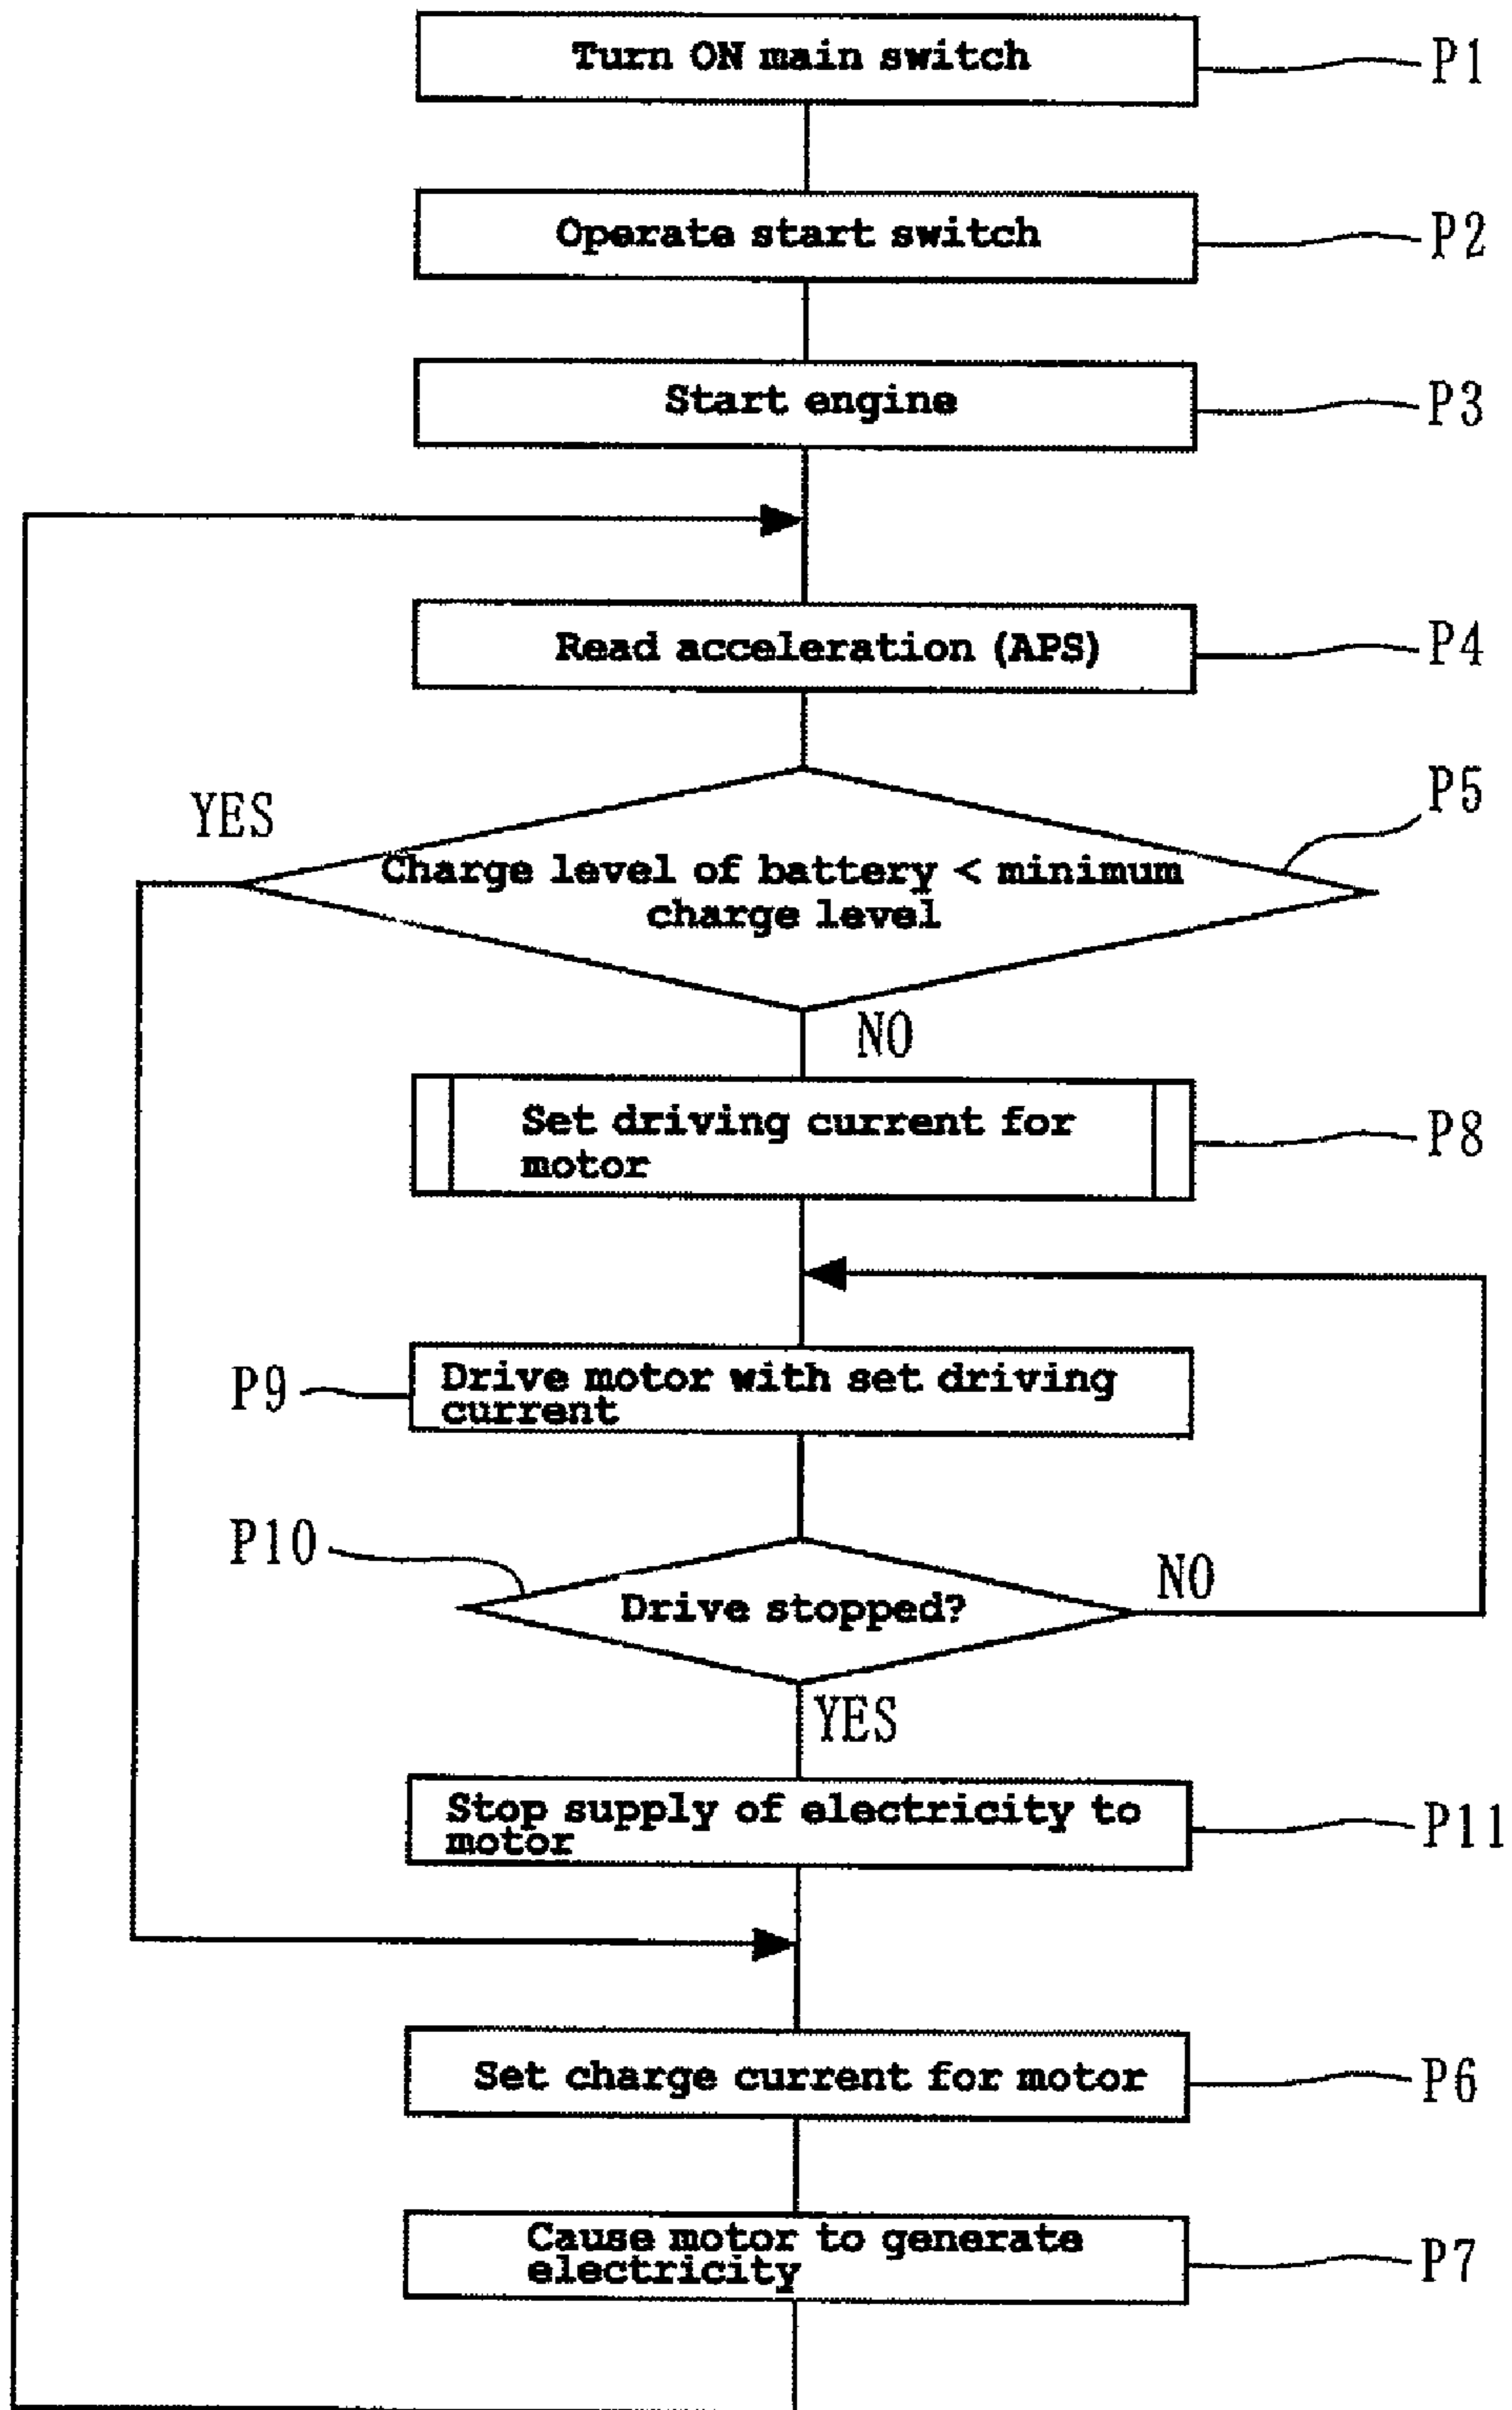 Turn ON main switch
P1
Operate start switch
P2
Start engine
P3
Read acceleration (APS)
P4
P5
YES
Charge level of battery < minimum
charge level
NO
Set driving current for
motor
P8
P9
Drive motor with set driving
current
P10
Drive stopped?
NO
YES
Stop supply of electricity to
motor
P11
Set charge current for motor
P6
Cause motor to generate
electricity
P7